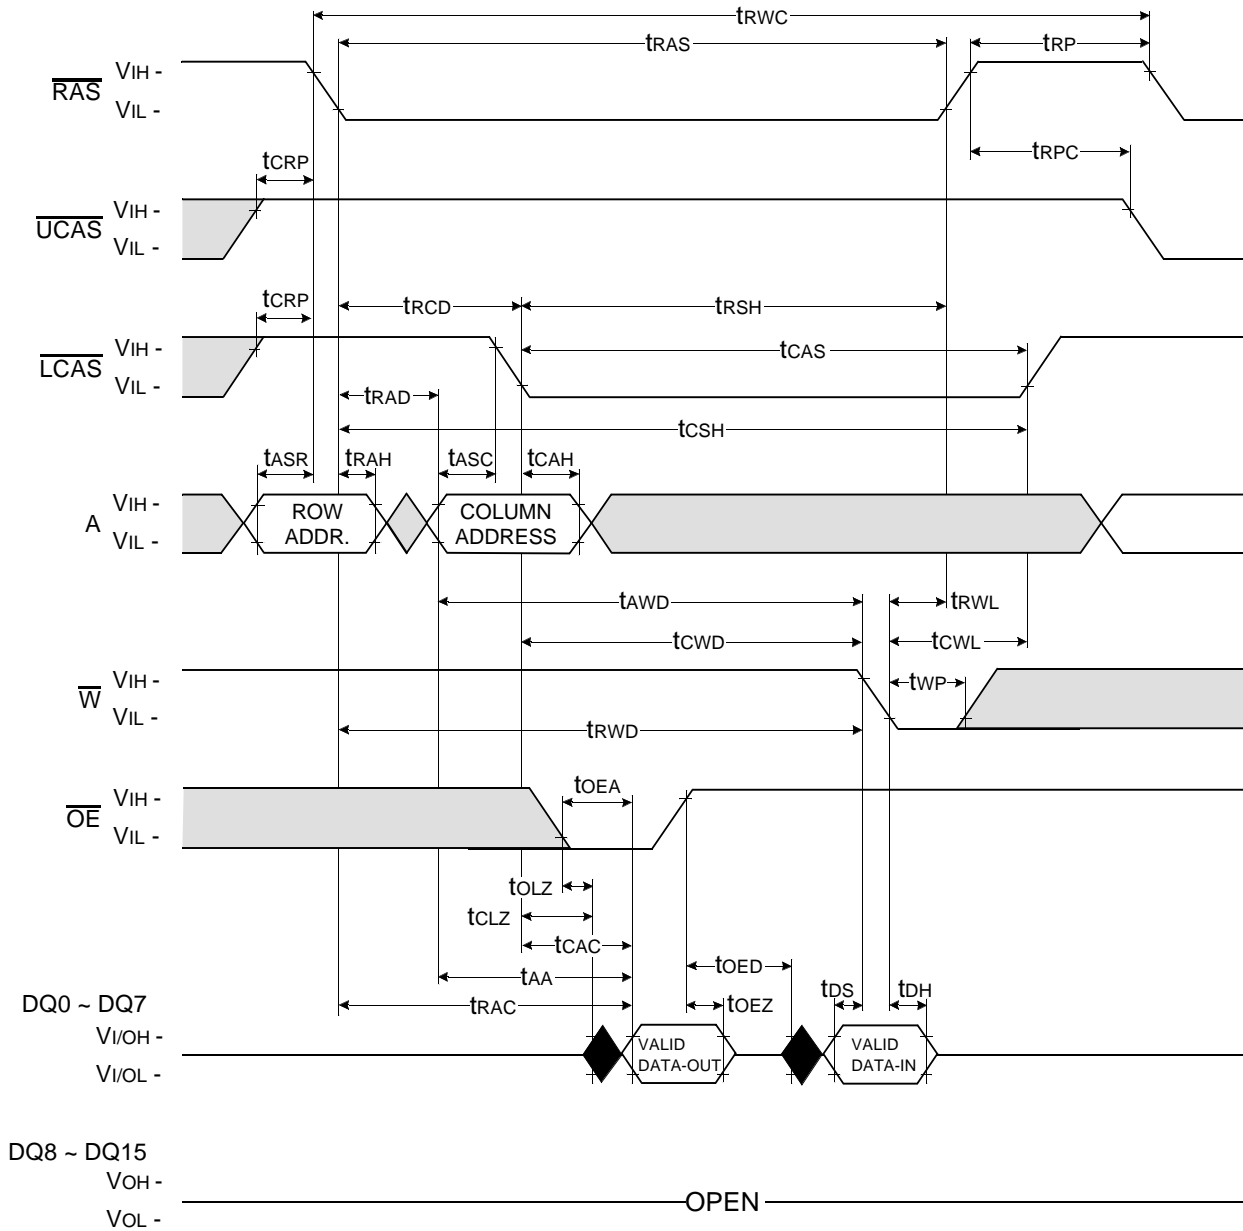 tRWC
tRAS
tRP
RAS
VIH -
VIL -
tCRP
tRPC
UCAS
VIH -
VIL -
tCRP
tRCD
tRSH
LCAS
VIH -
VIL -
tCAS
tRAD
tCSH
tASR
tRAH
tASC
tCAH
A
VIH -
VIL -
ROW
ADDR.
COLUMN
ADDRESS
tAWD
tRWL
tCWD
tCWL
W
VIH -
VIL -
tWP
tRWD
OE
VIH -
VIL -
tOEA
tOLZ
tCLZ
tCAC
tOED
tAA
tRAC
tOEZ
tDS
tDH
DQ0 ~ DQ7
VI/OH -
VI/OL -
VALID
DATA-OUT
VALID
DATA-IN
DQ8 ~ DQ15
VOH -
VOL -
OPEN